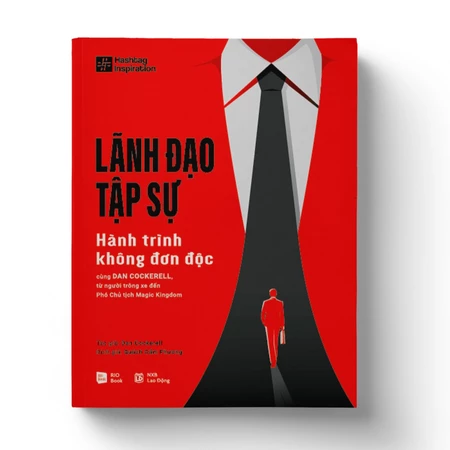 Hashtag
Inspiration
LÃNH ĐẠO
TẬP SỰ
Hành trình
không đơn độc
cùng DAN COCKERELL,
từ người trông xe đến
Phó Chủ tịch Magic Kingdom
RIO
Book
NXB
Lao Động